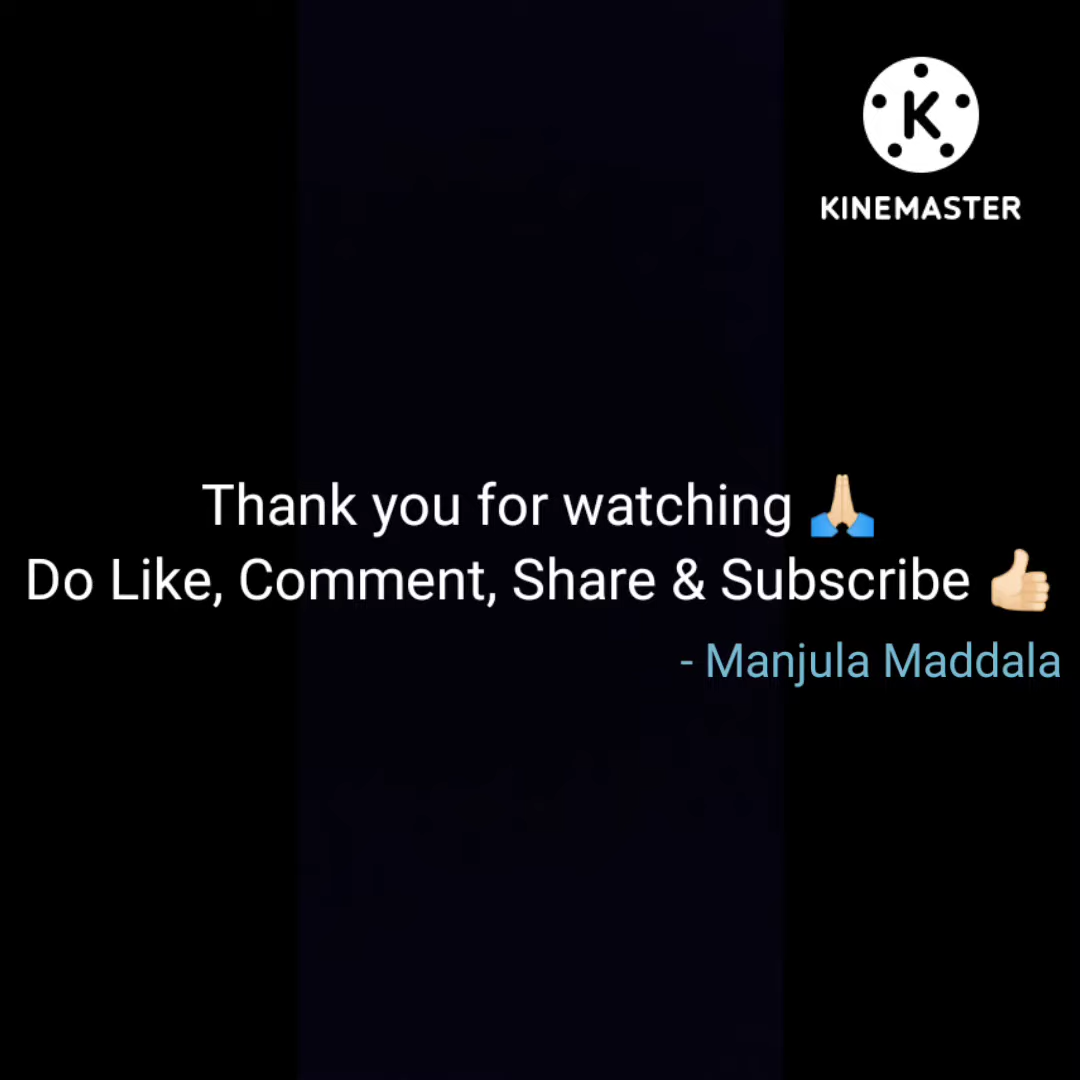 K
KINEMASTER
Thank you for watching 🙏🏻
Do Like, Comment, Share & Subscribe 👍🏻
- Manjula Maddala